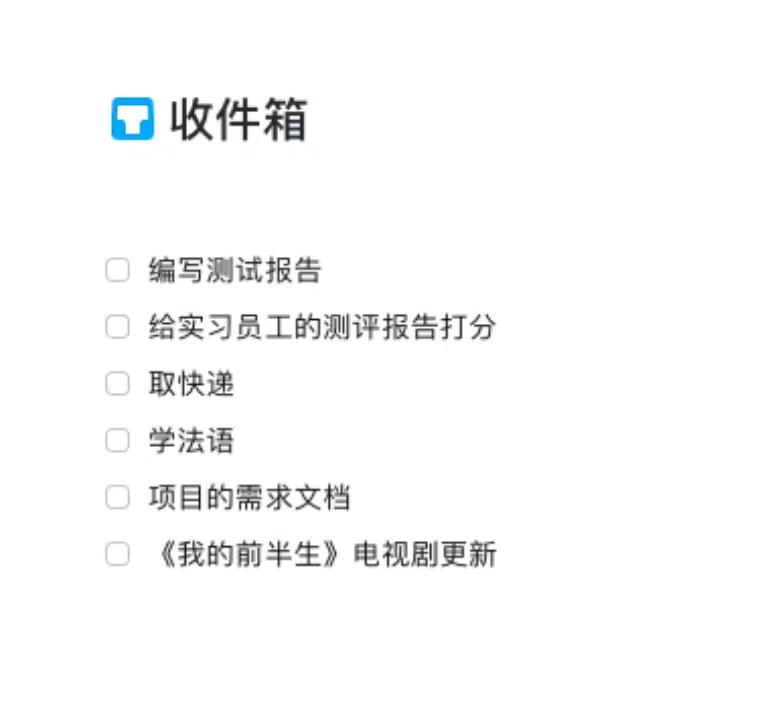 收件箱
编写测试报告
给实习员工的测评报告打分
取快递
学法语
项目的需求文档
《我的前半生》电视剧更新